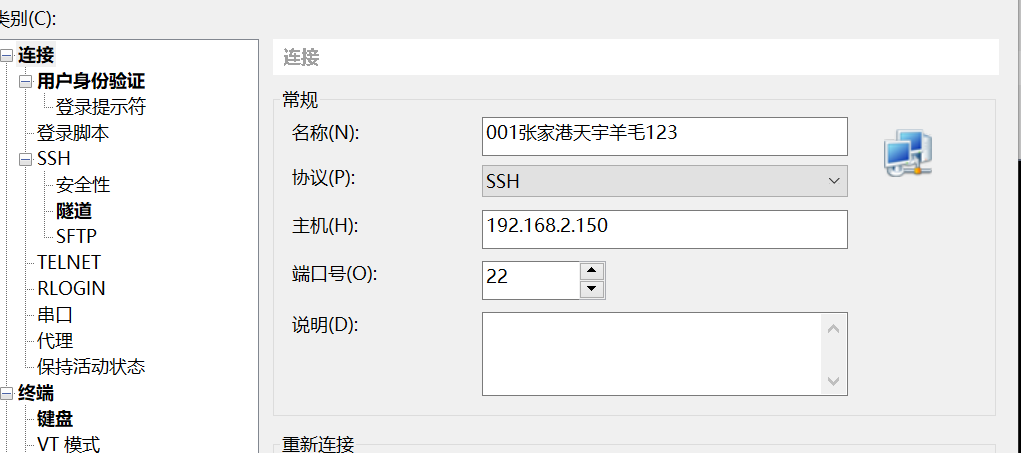 类别(C):
连接
用户身份验证
登录提示符
登录脚本
SSH
安全性
隧道
SFTP
TELNET
RLOGIN
串口
代理
保持活动状态
终端
键盘
VT 模式
连接
常规
名称(N):
001张家港天宇羊毛123
协议(P):
SSH
主机(H):
192.168.2.150
端口号(O):
22
说明(D):
重新连接